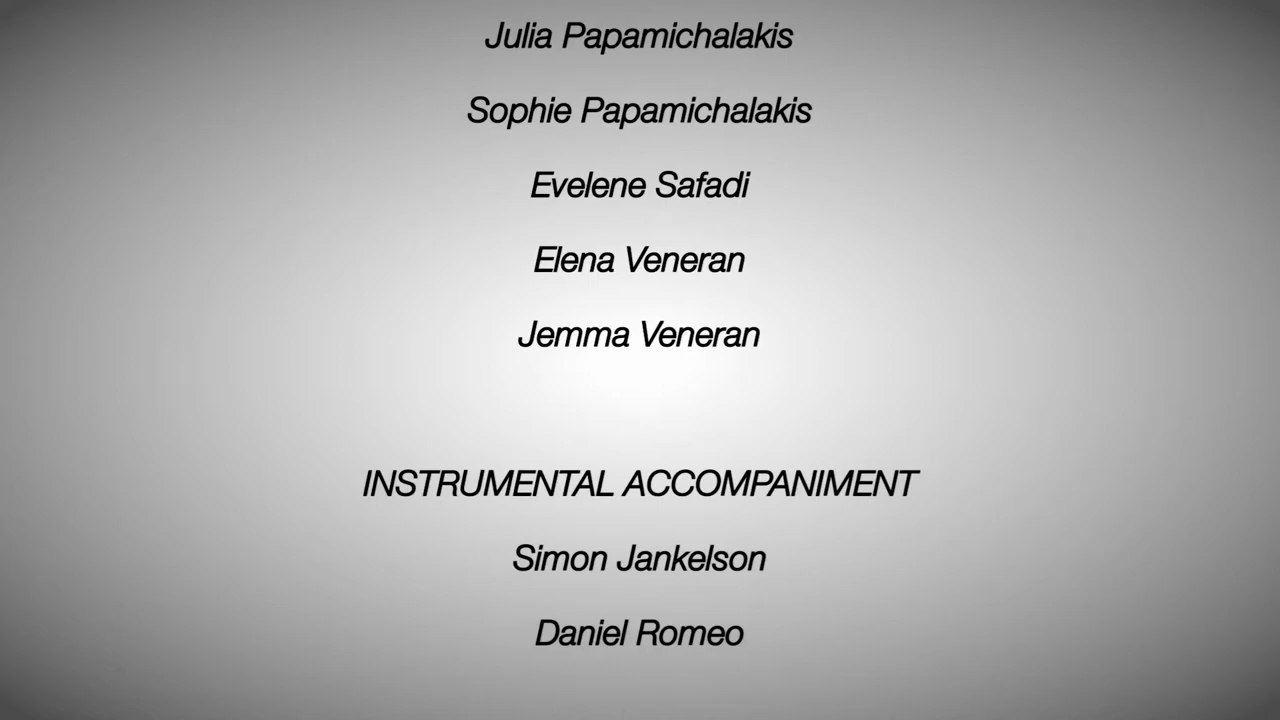 Julia Papamichalakis
Sophie Papamichalakis
Evelene Safadi
Elena Veneran
Jemma Veneran
INSTRUMENTAL ACCOMPANIMENT
Simon Jankelson
Daniel Romeo